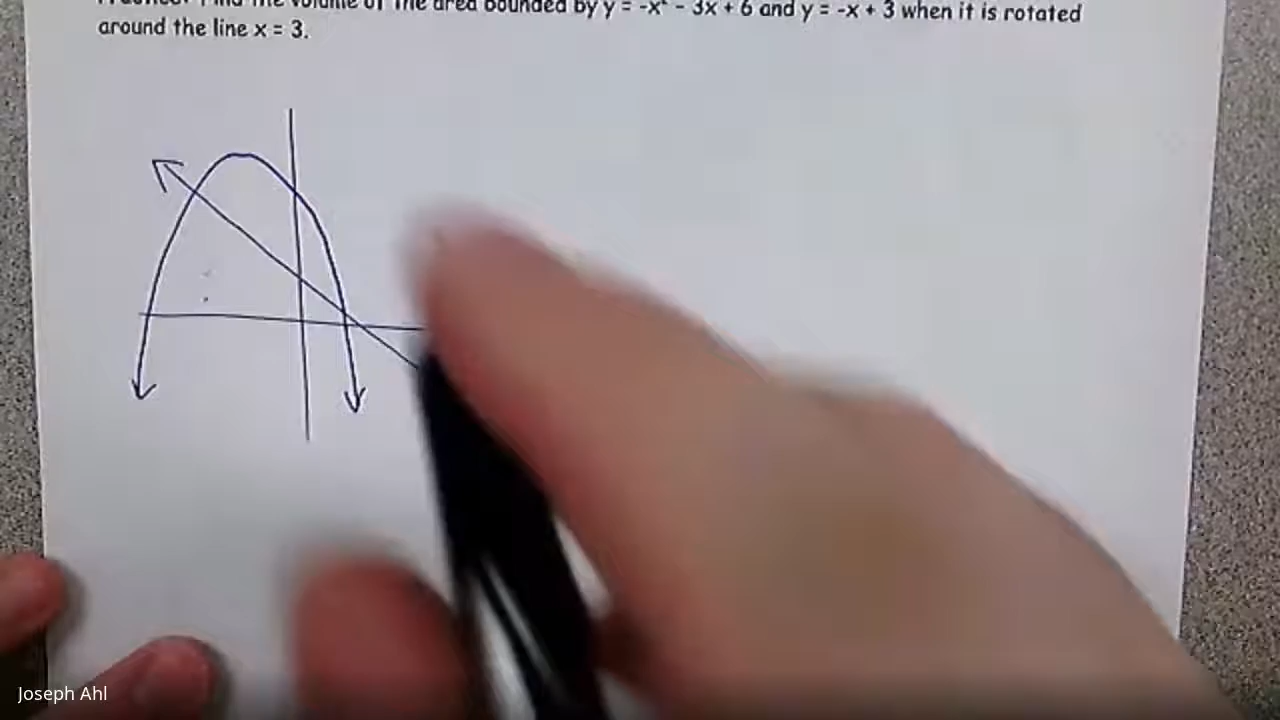 Find the volume of the area bounded by y = -x² - 3x + 6 and y = -x + 3 when it is rotated
around the line x = 3.
Joseph Ahl